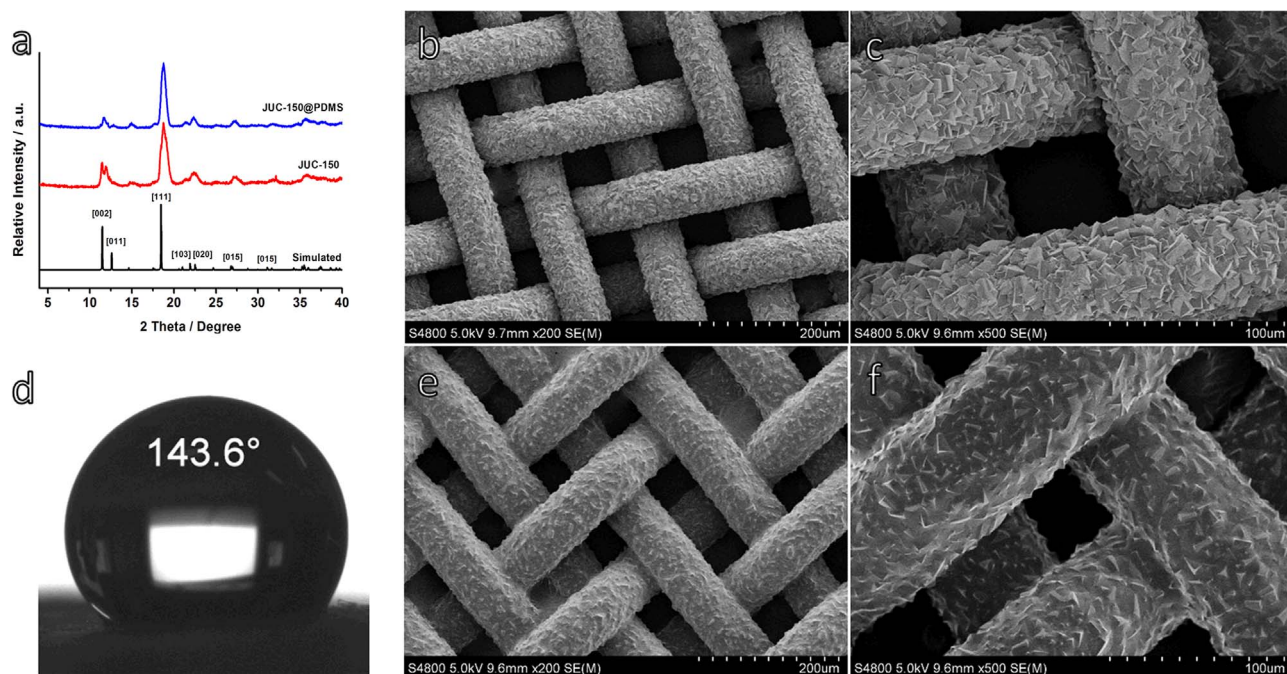 a
JUC-150@PDMS
JUC-150
[111]
[002]
[011]
[103]
[020]
[015]
[015]
Simulated
Relative Intensity / a.u.
5
10
15
20
25
30
35
40
2 Theta / Degree
b
S4800 5.0kV 9.7mm x200 SE(M)
200um
c
S4800 5.0kV 9.6mm x500 SE(M)
100um
d
143.6°
e
S4800 5.0kV 9.6mm x200 SE(M)
200um
f
S4800 5.0kV 9.6mm x500 SE(M)
100um